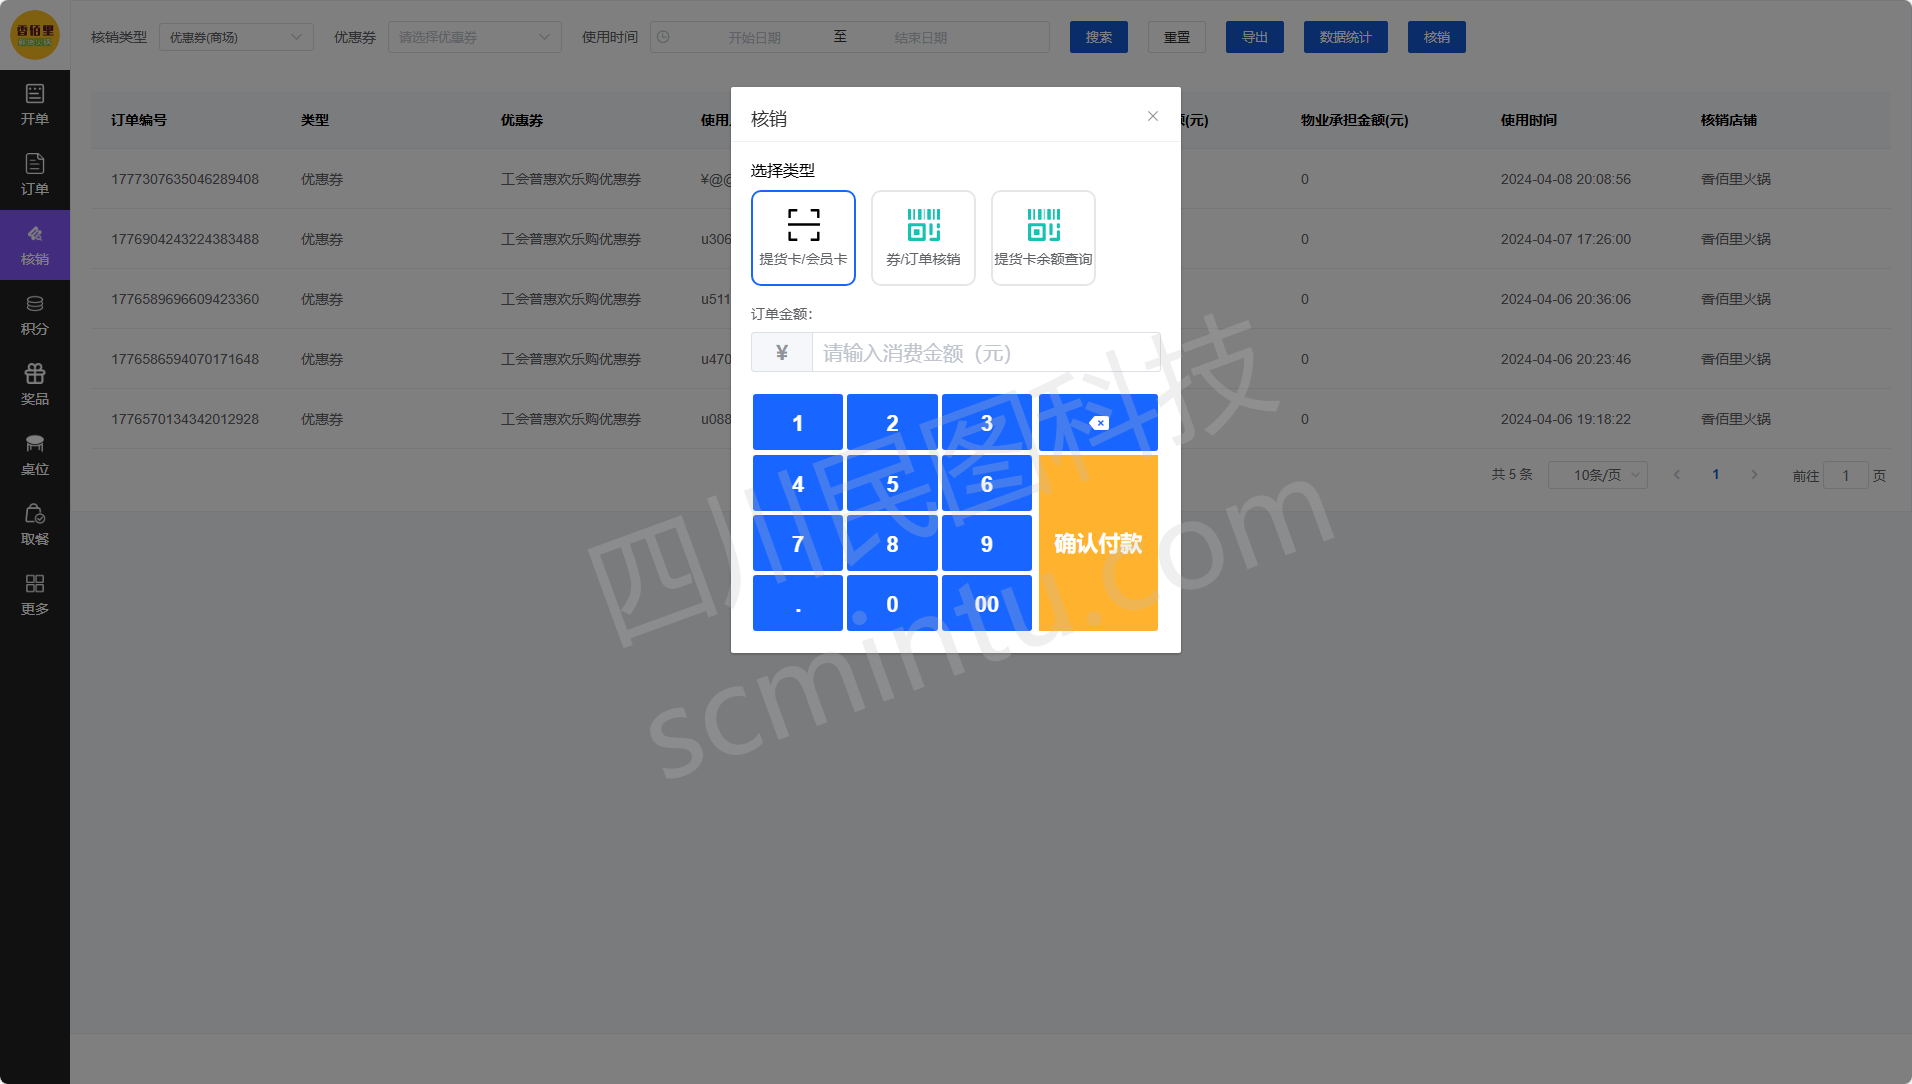 香佰里
核销类型 优惠券(商场) 优惠券 请选择优惠券 使用时间 开始日期 至 结束日期 搜索 重置 导出 数据统计 核销
开单
订单
核销
积分
奖品
桌位
取餐
更多
订单编号 类型 优惠券 使用 额(元) 物业承担金额(元) 使用时间 核销店铺
1777307635046289408 优惠券 工会普惠欢乐购优惠券 ¥@ 0 2024-04-08 20:08:56 香佰里火锅
1776904243224383488 优惠券 工会普惠欢乐购优惠券 u306 0 2024-04-07 17:26:00 香佰里火锅
1776589696609423360 优惠券 工会普惠欢乐购优惠券 u511 0 2024-04-06 20:36:06 香佰里火锅
1776586594070171648 优惠券 工会普惠欢乐购优惠券 u470 0 2024-04-06 20:23:46 香佰里火锅
1776570134342012928 优惠券 工会普惠欢乐购优惠券 u088 0 2024-04-06 19:18:22 香佰里火锅
共 5 条 10条/页 1 前往 1 页
核销
选择类型
提货卡/会员卡 券/订单核销 提货卡余额查询
订单金额:
¥ 请输入消费金额（元）
1 2 3
4 5 6
7 8 9 确认付款
. 0 00
四川民图科技
scmintu.com